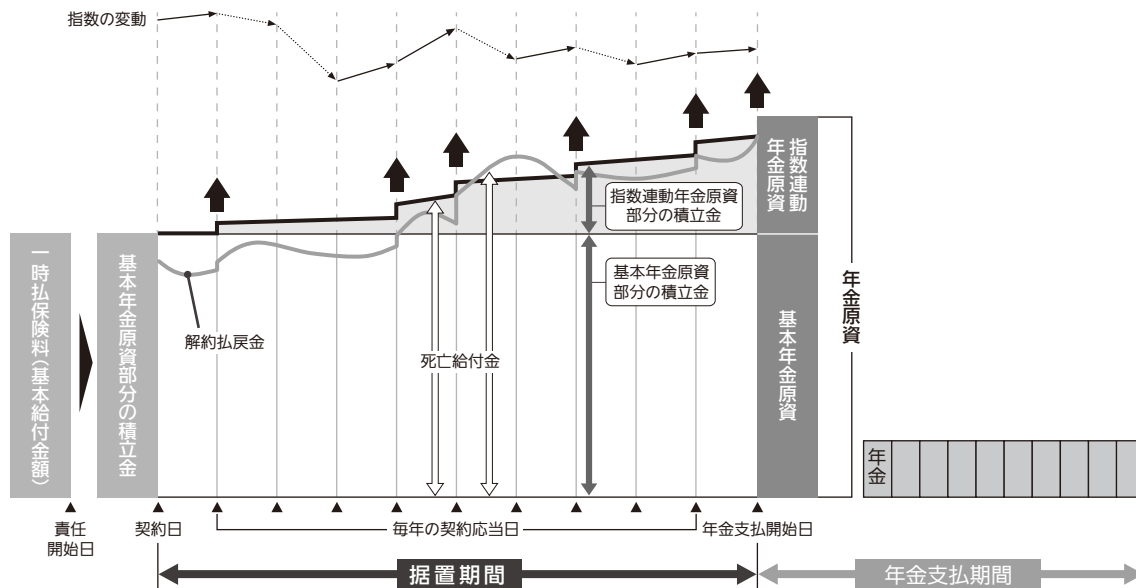 指数の変動
指数連動
年金原資
指数連動年金原資
部分の積立金
基本年金原資
部分の積立金
一時払保険料(基本給付金額)
基本年金原資部分の積立金
解約払戻金
死亡給付金
基本年金原資
年金原資
年金
責任
開始日
契約日
毎年の契約応当日
年金支払開始日
据置期間
年金支払期間